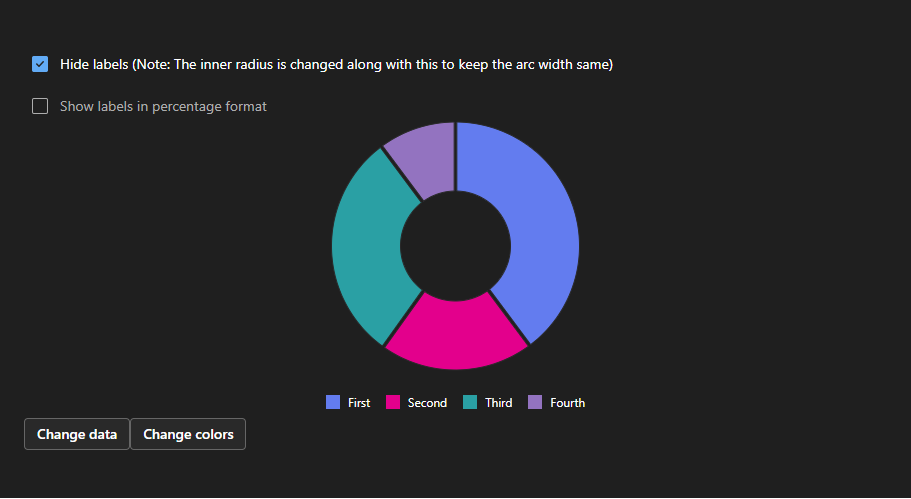 Hide labels (Note: The inner radius is changed along with this to keep the arc width same)
Show labels in percentage format
First Second Third Fourth
Change data Change colors